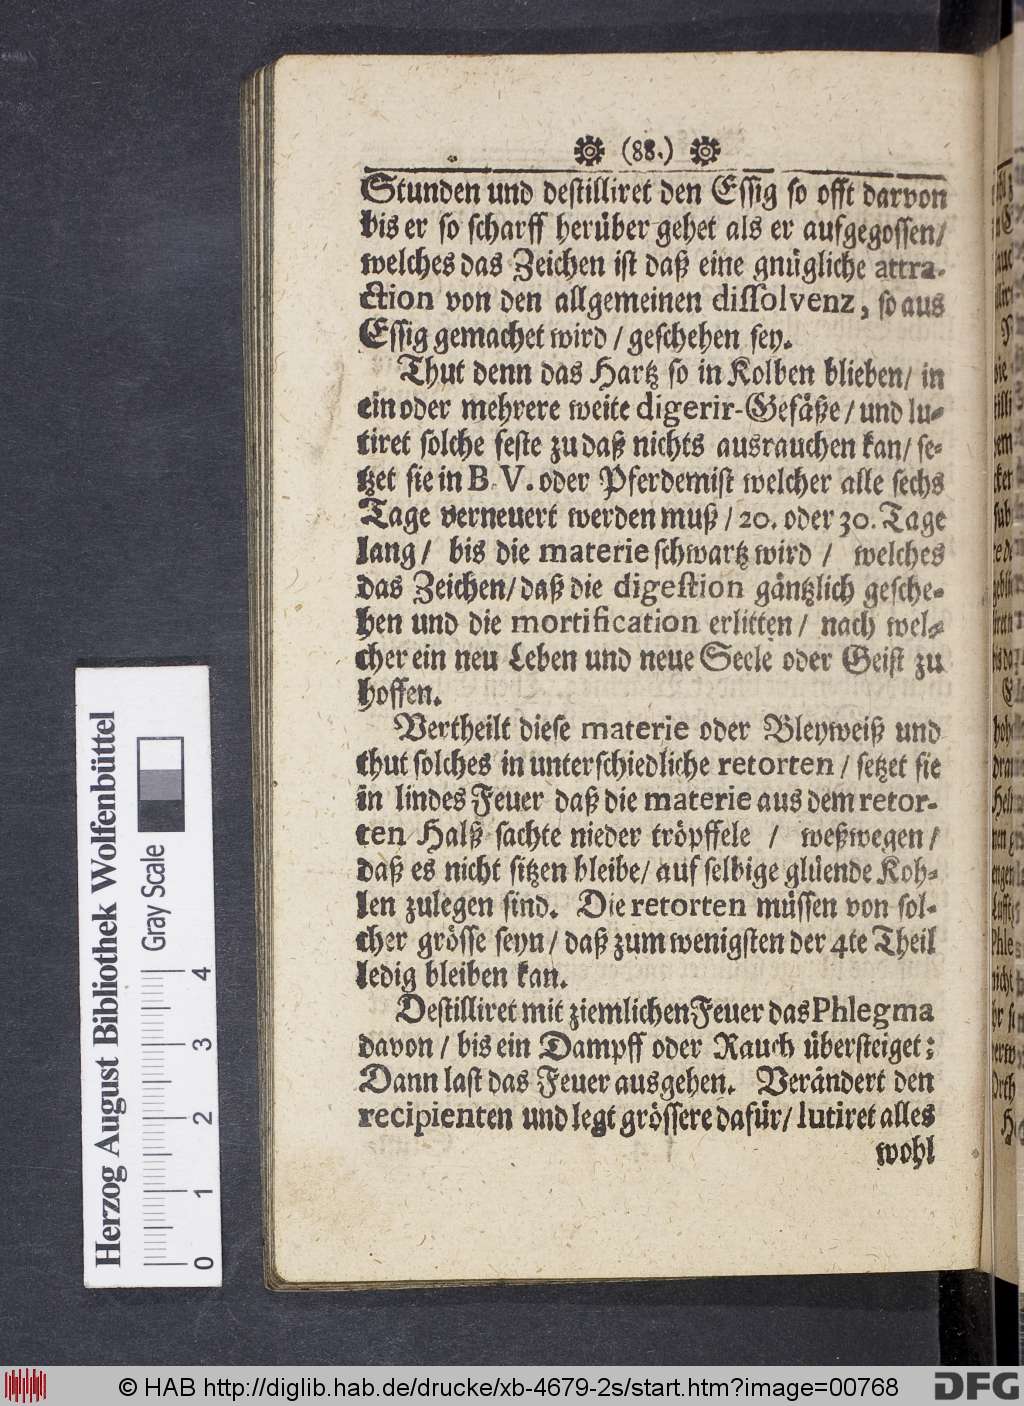 (88.)
Stunden und destilliret den Essig so offt darvon
bis er so scharff herüber gehet als er aufgegossen/
welches das Zeichen ist daß eine gnügliche attra-
ction von den allgemeinen dissolvenz, so aus
Essig gemachet wird / geschehen sey.
Thut denn das Hartz so in Kolben blieben/ in
ein oder mehrere weite digerir-Gefäße / und lu-
tiret solche feste zu daß nichts ausrauchen kan/ se-
tzet sie in B. V. oder Pferdemist welcher alle sechs
Tage verneuert werden muß / 20. oder 30. Tage
lang / bis die materie schwartz wird / welches
das Zeichen / daß die digestion gäntzlich gesche-
hen und die mortification erlitten / nach wel-
cher ein neu Leben und neue Seele oder Geist zu
hoffen.
Vertheilt diese materie oder Bleyweiß und
thut solches in unterschiedliche retorten / setzet sie
in lindes Feuer daß die materie aus dem retor-
ten Halß sachte nieder tröpffele / weßwegen /
daß es nicht sitzen bleibe / auf selbige glüende Koh-
len zulegen sind. Die retorten müssen von sol-
cher grösse seyn / daß zum wenigsten der 4te Theil
ledig bleiben kan.
Destilliret mit ziemlichen Feuer das Phlegma
davon / bis ein Dampff oder Rauch übersteiget:
Dann last das Feuer ausgehen. Verändert den
recipienten und legt grössere dafür / lutiret alles
wohl
Herzog August Bibliothek Wolfenbüttel
Gray Scale
0 1 2 3 4
© HAB http://diglib.hab.de/drucke/xb-4679-2s/start.htm?image=00768
DFG